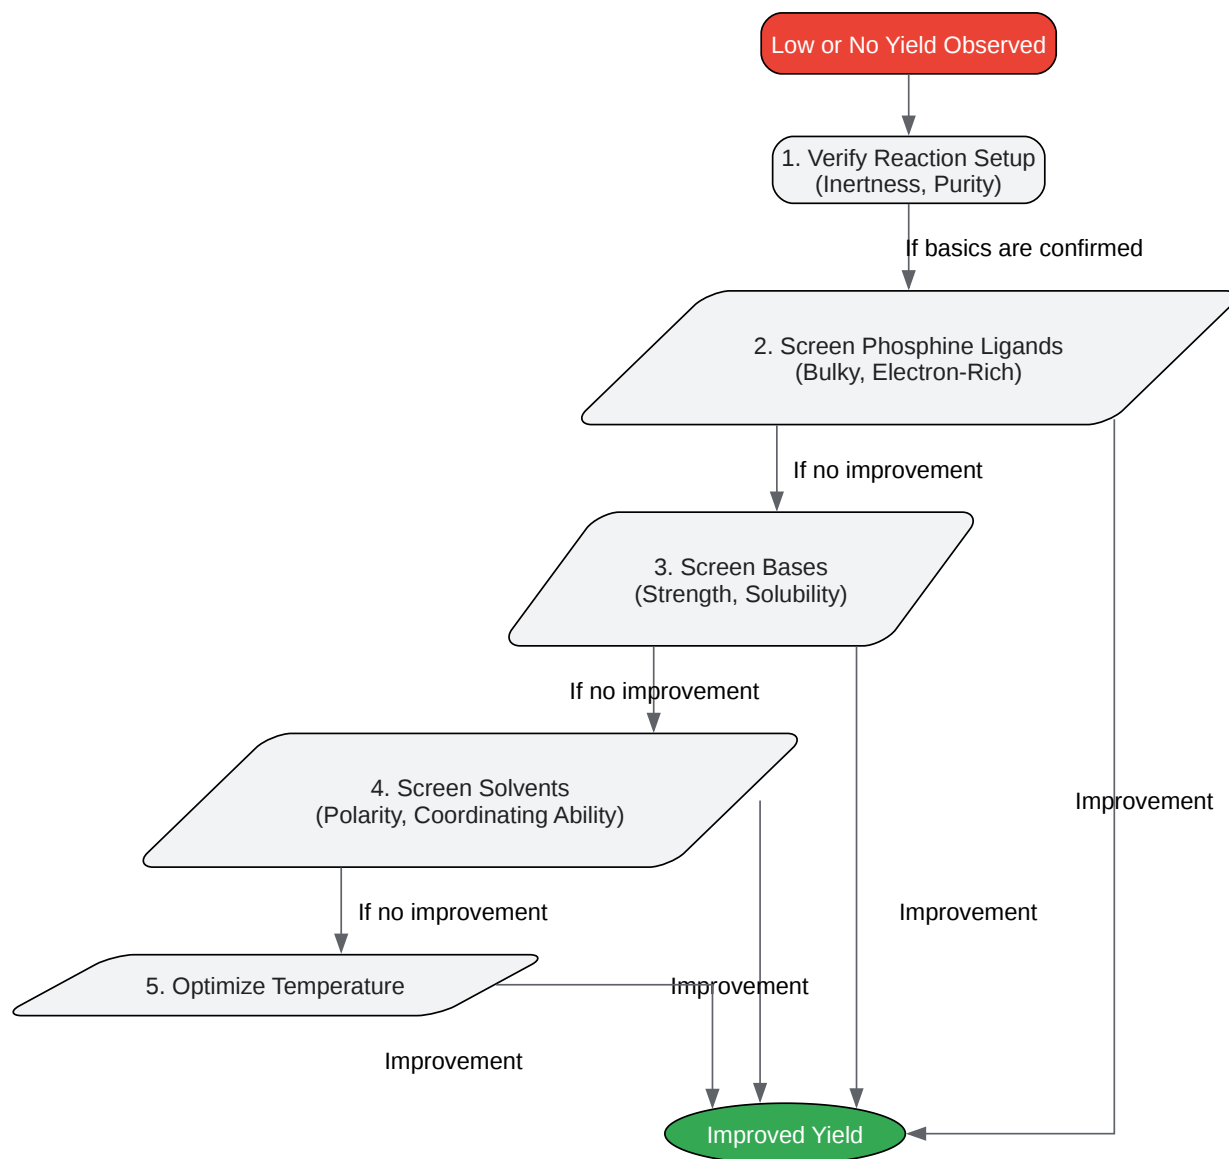 Low or No Yield Observed
1. Verify Reaction Setup
(Inertness, Purity)
If basics are confirmed
2. Screen Phosphine Ligands
(Bulky, Electron-Rich)
If no improvement
3. Screen Bases
(Strength, Solubility)
If no improvement
4. Screen Solvents
(Polarity, Coordinating Ability)
Improvement
If no improvement
Improvement
5. Optimize Temperature
Improvement
Improvement
Improved Yield